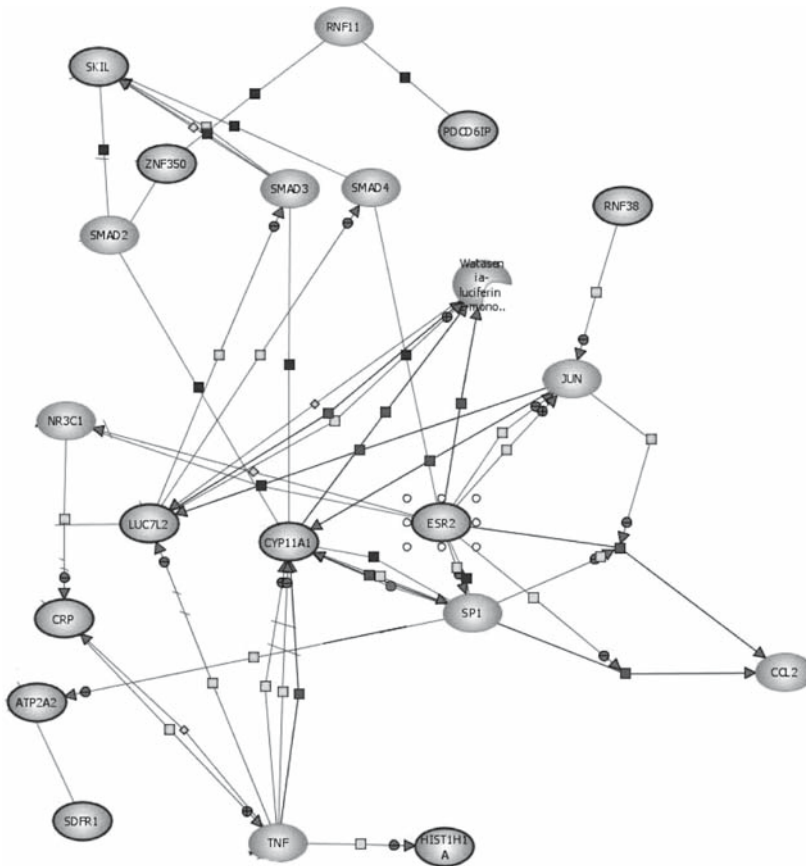 RNF11
SKIL
PDCD6IP
ZNF350
SMAD3
SMAD4
RNF38
SMAD2
Watasen
ia-
luciferin
-mono..
JUN
NR3C1
LUC7L2
ESR2
CYP11A1
CRP
SP1
CCL2
ATP2A2
SDFR1
TNF
HIST1H1
A